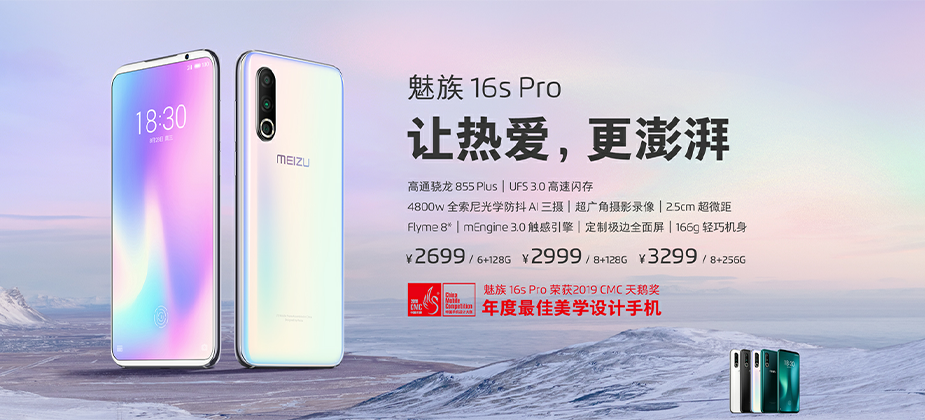 18:30
MEIZU
魅族 16s Pro
让热爱，更澎湃
高通骁龙 855 Plus｜UFS 3.0 高速闪存
4800w 全索尼光学防抖 AI 三摄｜超广角摄影录像｜2.5cm 超微距
Flyme 8*｜mEngine 3.0 触感引擎｜定制极边全面屏｜166g 轻巧机身
¥2699 / 6+128G ¥2999 / 8+128G ¥3299 / 8+256G
2019
CMC
China
Mobile
Competition
魅族 16s Pro 荣获2019 CMC 天鹅奖
年度最佳美学设计手机